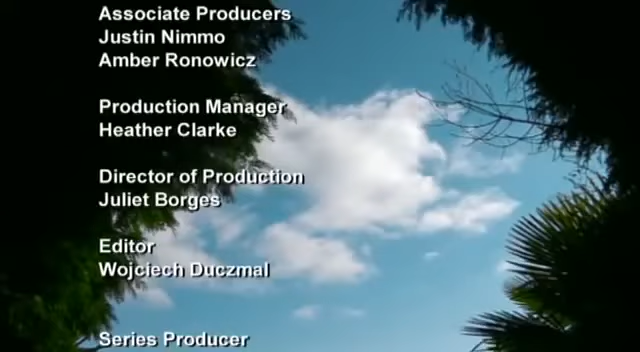 Associate Producers
Justin Nimmo
Amber Ronowicz
Production Manager
Heather Clarke
Director of Production
Juliet Borges
Editor
Wojciech Duczmal
Series Producer